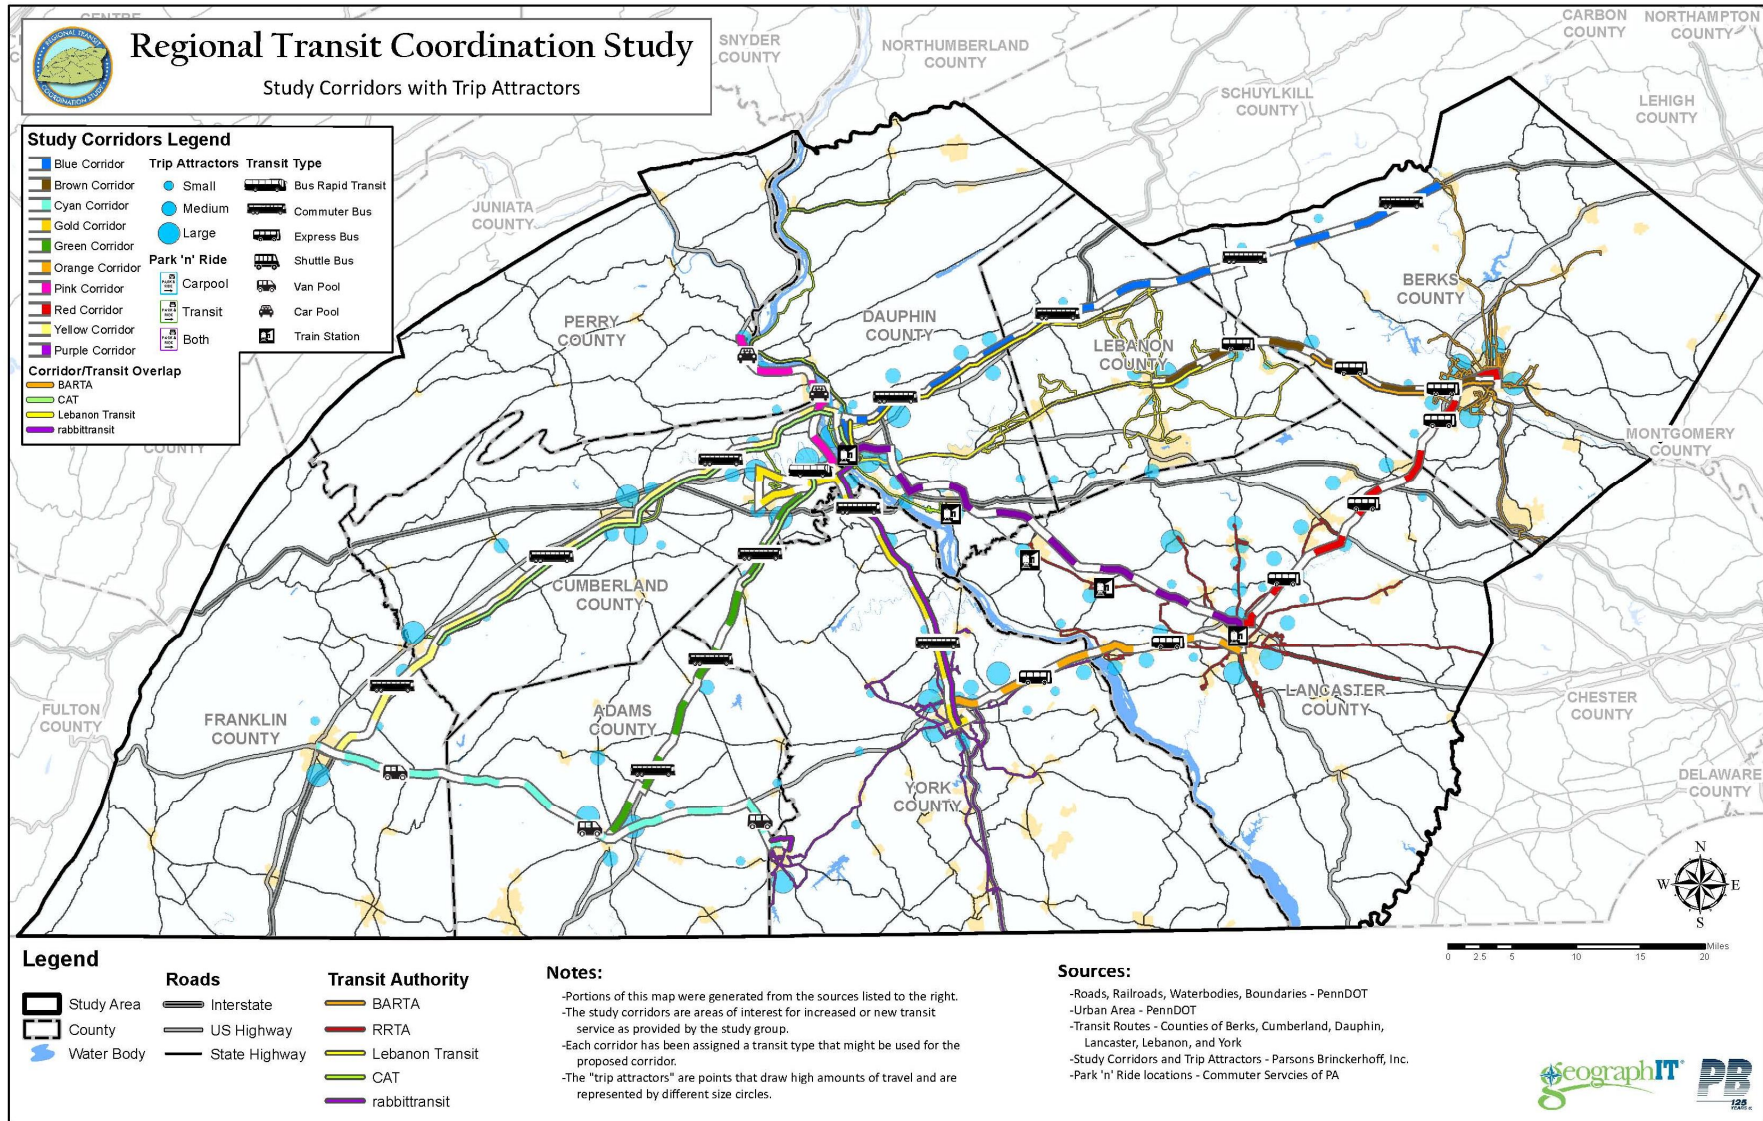 Regional Transit Coordination Study
Study Corridors with Trip Attractors
REGIONAL TRANSIT
COORDINATION STUDY
Study Corridors Legend
Blue Corridor
Brown Corridor
Cyan Corridor
Gold Corridor
Green Corridor
Orange Corridor
Pink Corridor
Red Corridor
Yellow Corridor
Purple Corridor
Trip Attractors
Small
Medium
Large
Park 'n' Ride
Carpool
Transit
Both
Transit Type
Bus Rapid Transit
Commuter Bus
Express Bus
Shuttle Bus
Van Pool
Car Pool
Train Station
Corridor/Transit Overlap
BARTA
CAT
Lebanon Transit
rabbittransit
CENTRE
SNYDER
COUNTY
NORTHUMBERLAND
COUNTY
CARBON
COUNTY
NORTHAMPTON
COUNTY
SCHUYLKILL
COUNTY
LEHIGH
COUNTY
JUNIATA
COUNTY
PERRY
COUNTY
DAUPHIN
COUNTY
LEBANON
COUNTY
BERKS
COUNTY
MONTGOMERY
COUNTY
COUNTY
CUMBERLAND
COUNTY
FULTON
COUNTY
FRANKLIN
COUNTY
ADAMS
COUNTY
YORK
COUNTY
LANCASTER
COUNTY
CHESTER
COUNTY
DELAWARE
COUNTY
N
W
E
S
Miles
0 2.5 5 10 15 20
Legend
Study Area
County
Water Body
Roads
Interstate
US Highway
State Highway
Transit Authority
BARTA
RRTA
Lebanon Transit
CAT
rabbittransit
Notes:
-Portions of this map were generated from the sources listed to the right.
-The study corridors are areas of interest for increased or new transit
service as provided by the study group.
-Each corridor has been assigned a transit type that might be used for the
proposed corridor.
-The "trip attractors" are points that draw high amounts of travel and are
represented by different size circles.
Sources:
-Roads, Railroads, Waterbodies, Boundaries - PennDOT
-Urban Area - PennDOT
-Transit Routes - Counties of Berks, Cumberland, Dauphin,
Lancaster, Lebanon, and York
-Study Corridors and Trip Attractors - Parsons Brinckerhoff, Inc.
-Park 'n' Ride locations - Commuter Servcies of PA
geographIT
PB
125
YEARS